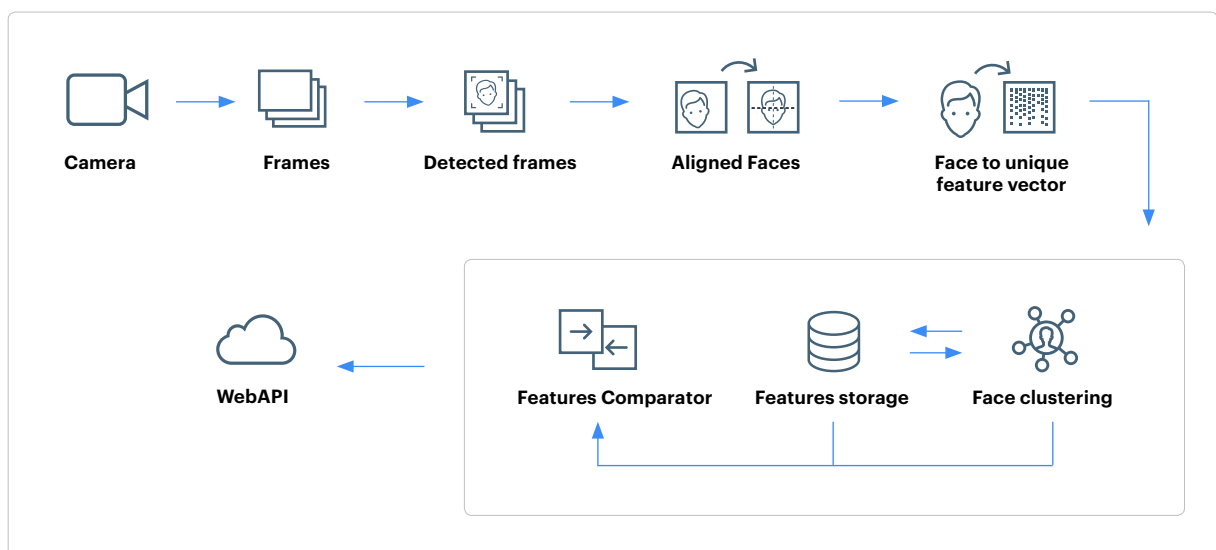 Camera
Frames
Detected frames
Aligned Faces
Face to unique
feature vector
WebAPI
Features Comparator
Features storage
Face clustering